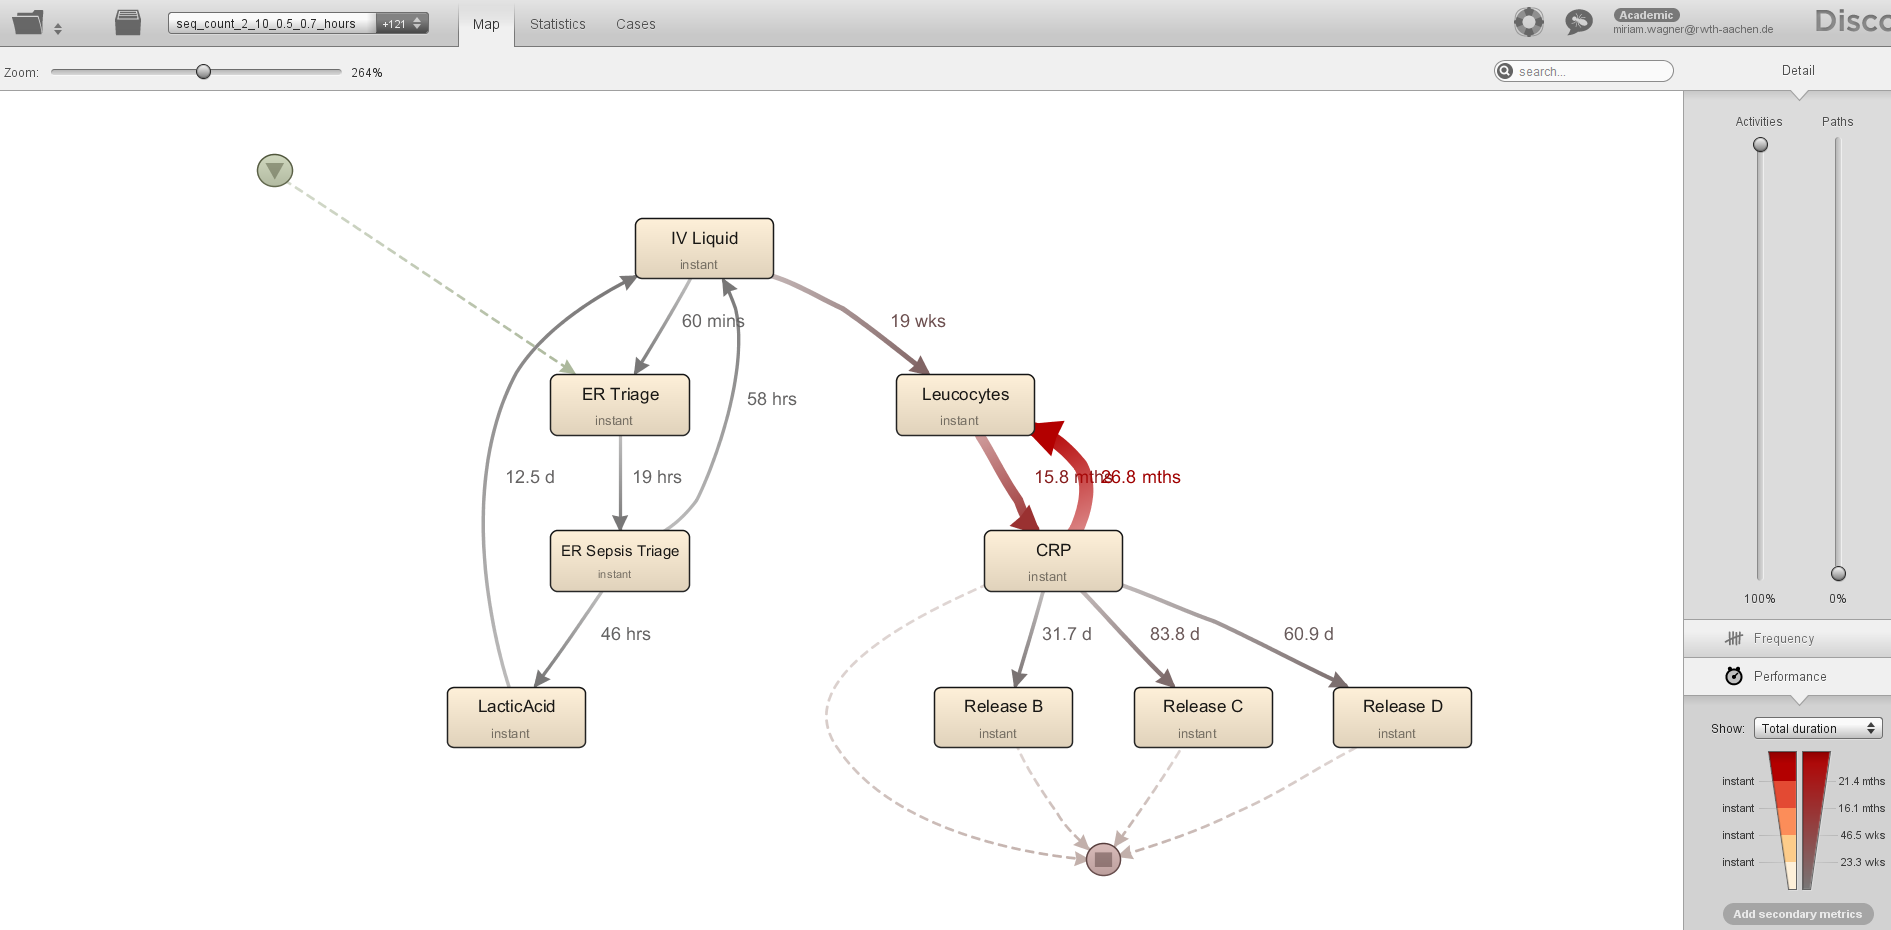 seq_count_2_10_0.5_0.7_hours
+121
Map
Statistics
Cases
Academic
miriam.wagner@rwth-aachen.de
Disco
Zoom:
264%
search...
Detail
Activities
Paths
100%
0%
Frequency
Performance
Show:
Total duration
instant
21.4 mths
instant
16.1 mths
instant
46.5 wks
instant
23.3 wks
Add secondary metrics
IV Liquid
instant
60 mins
19 wks
ER Triage
instant
58 hrs
Leucocytes
instant
12.5 d
19 hrs
15.8 mths
26.8 mths
ER Sepsis Triage
instant
CRP
instant
46 hrs
31.7 d
83.8 d
60.9 d
LacticAcid
instant
Release B
instant
Release C
instant
Release D
instant